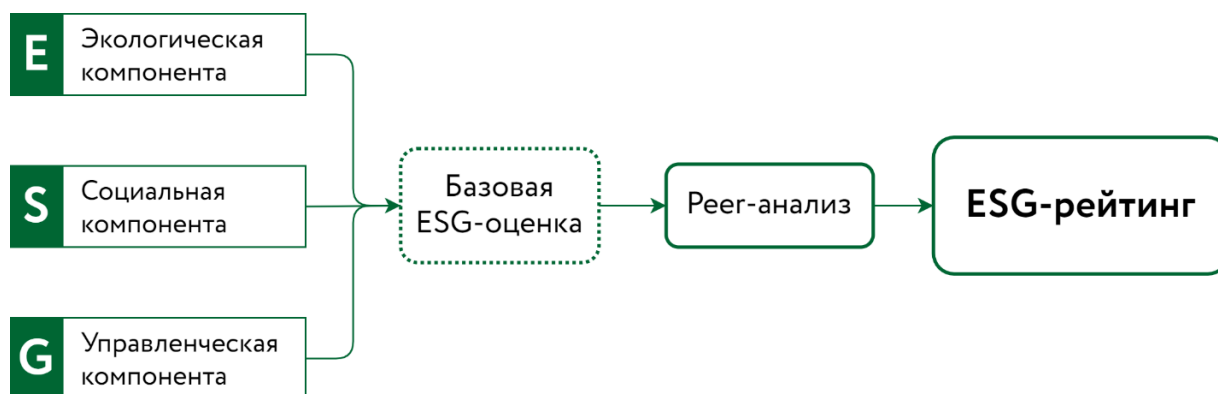 E
Экологическая
компонента
S
Социальная
компонента
G
Управленческая
компонента
Базовая
ESG-оценка
Peer-анализ
ESG-рейтинг